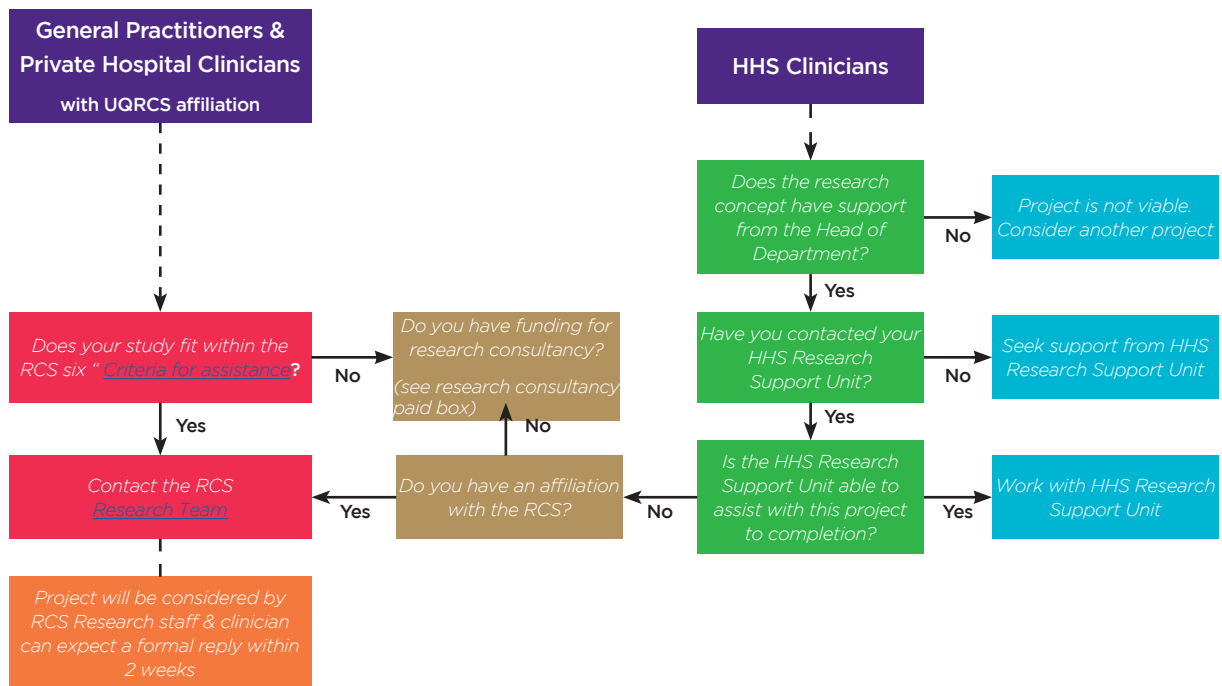 General Practitioners &
Private Hospital Clinicians
with UQRCS affiliation
HHS Clinicians
Does the research
concept have support
from the Head of
Department?
No
Project is not viable.
Consider another project
Yes
Does your study fit within the
RCS six “ Criteria for assistance?
No
Do you have funding for
research consultancy?
(see research consultancy
paid box)
Have you contacted your
HHS Research
Support Unit?
No
Seek support from HHS
Research Support Unit
Yes
No
Yes
Contact the RCS
Research Team
Yes
Do you have an affiliation
with the RCS?
No
Is the HHS Research
Support Unit able to
assist with this project
to completion?
Yes
Work with HHS Research
Support Unit
Project will be considered by
RCS Research staff & clinician
can expect a formal reply within
2 weeks